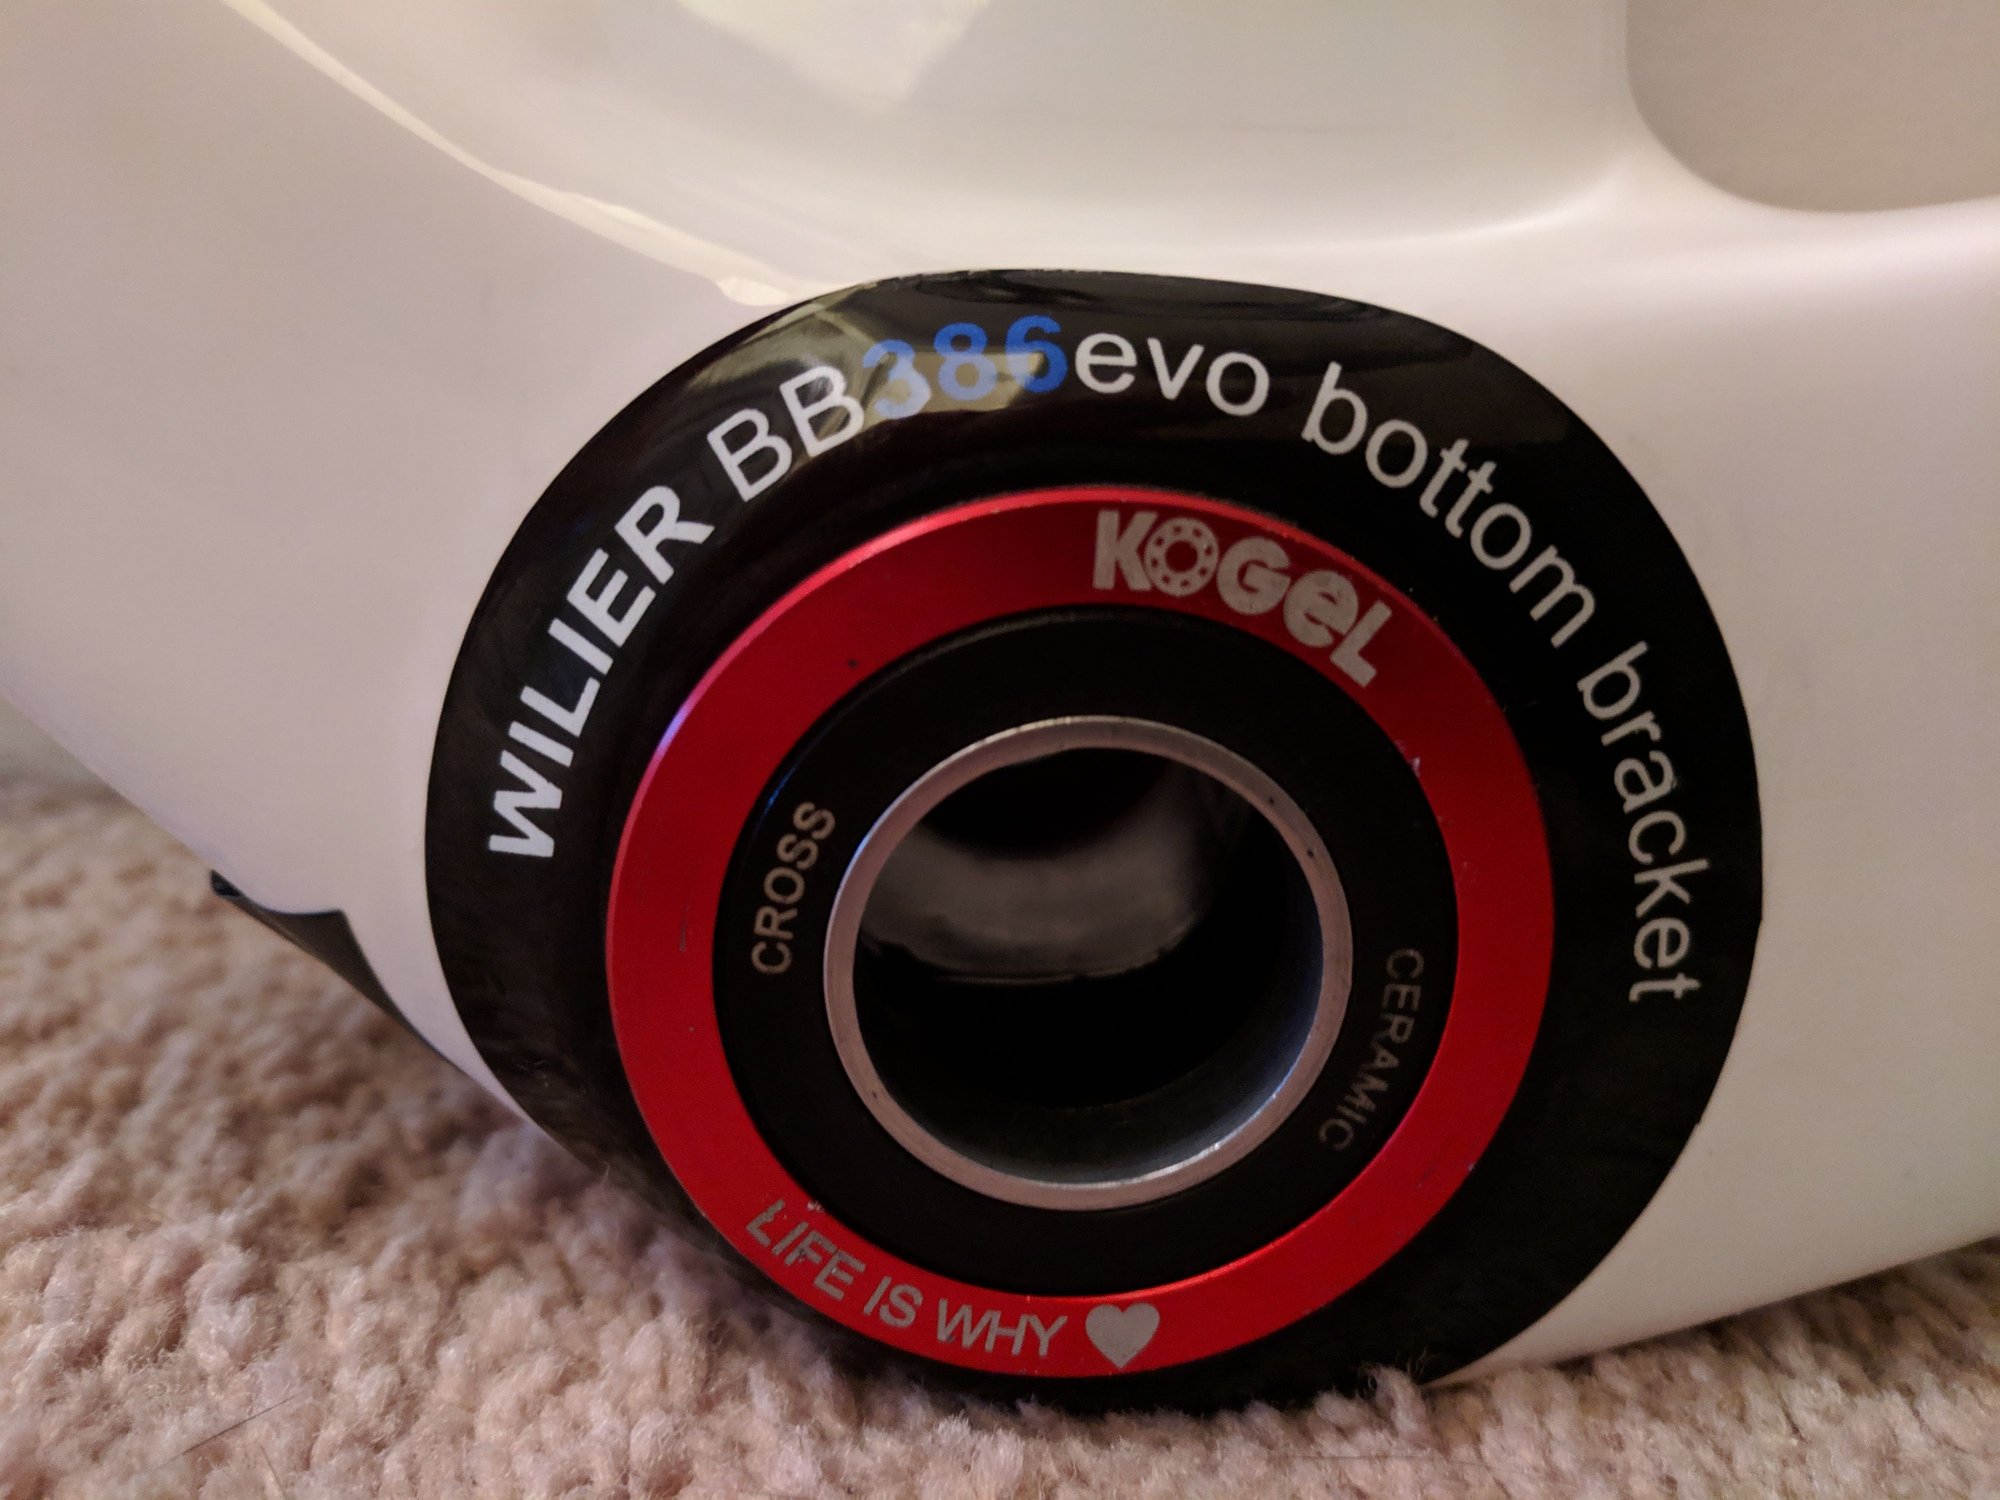 WILIER BB386evo bottom bracket
KOGEL
CROSS
CERAMIC
LIFE IS WHY